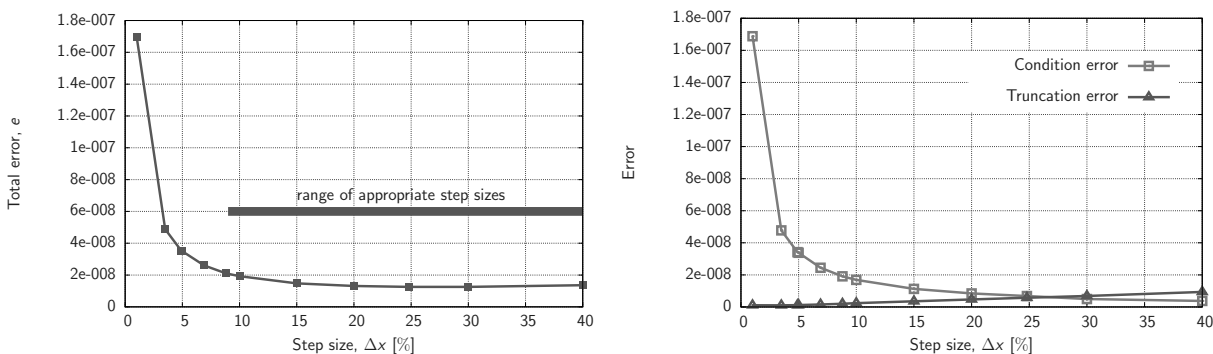 1.8e-007
1.6e-007
1.4e-007
1.2e-007
1e-007
8e-008
6e-008
4e-008
2e-008
0
Total error, e
range of appropriate step sizes
0 5 10 15 20 25 30 35 40
Step size, Δx [%]
1.8e-007
1.6e-007
1.4e-007
1.2e-007
1e-007
8e-008
6e-008
4e-008
2e-008
0
Error
Condition error
Truncation error
0 5 10 15 20 25 30 35 40
Step size, Δx [%]